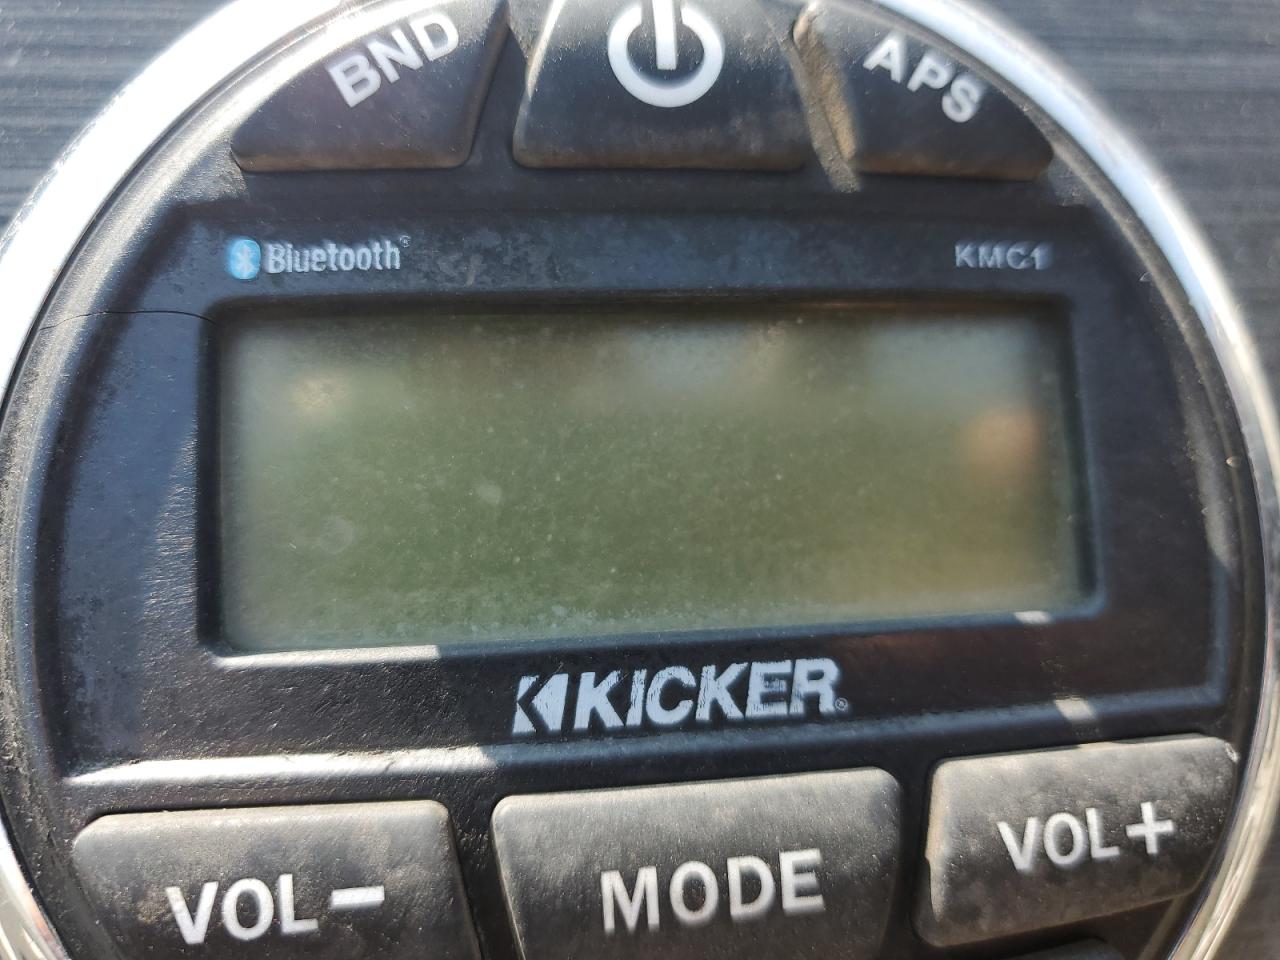 BND
APS
Bluetooth®
KMC1
KICKER®
VOL–
MODE
VOL+